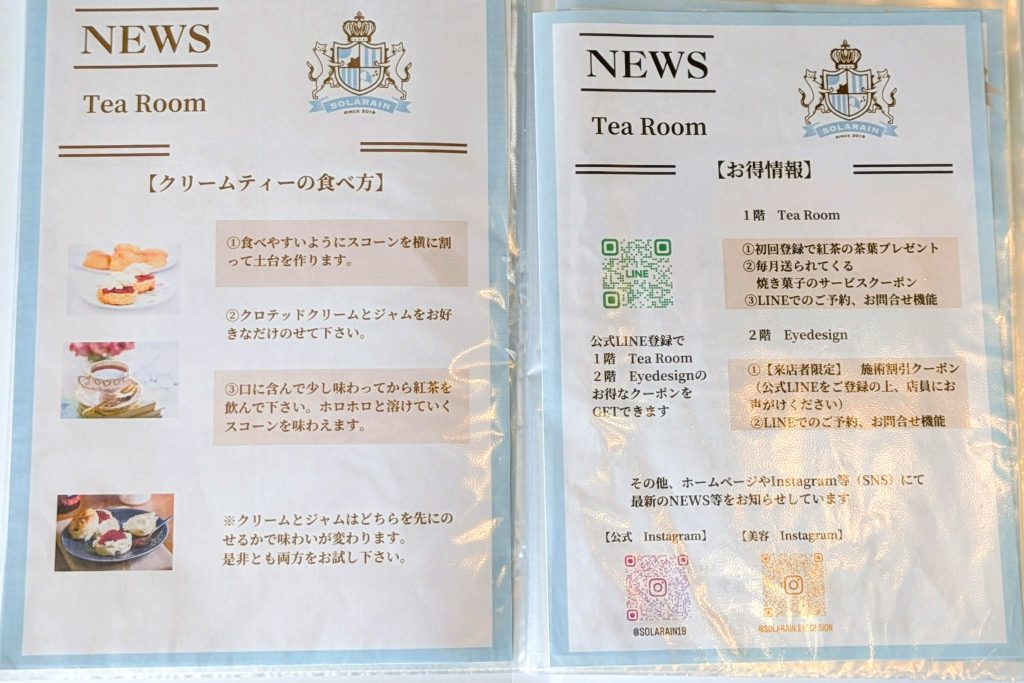 NEWS
Tea Room
SOLARAIN
SINCE 2019
【クリームティーの食べ方】
①食べやすいようにスコーンを横に割
って土台を作ります。
②クロテッドクリームとジャムをお好
きなだけのせて下さい。
③口に含んで少し味わってから紅茶を
飲んで下さい。ホロホロと溶けていく
スコーンを味わえます。
※クリームとジャムはどちらを先にの
せるかで味わいが変わります。
是非とも両方をお試し下さい。
NEWS
Tea Room
SOLARAIN
SINCE 2019
【お得情報】
LINE
公式LINE登録で
1階 Tea Room
2階 Eyedesignの
お得なクーポンを
GETできます
1階 Tea Room
①初回登録で紅茶の茶葉プレゼント
②毎月送られてくる
焼き菓子のサービスクーポン
③LINEでのご予約、お問合せ機能
2階 Eyedesign
①【来店者限定】 施術割引クーポン
（公式LINEをご登録の上、店員にお
声がけください）
②LINEでのご予約、お問合せ機能
その他、ホームページやInstagram等（SNS）にて
最新のNEWS等をお知らせしています
【公式 Instagram】
@SOLARAIN19
【美容 Instagram】
@SOLARAIN.EYEDESIGN